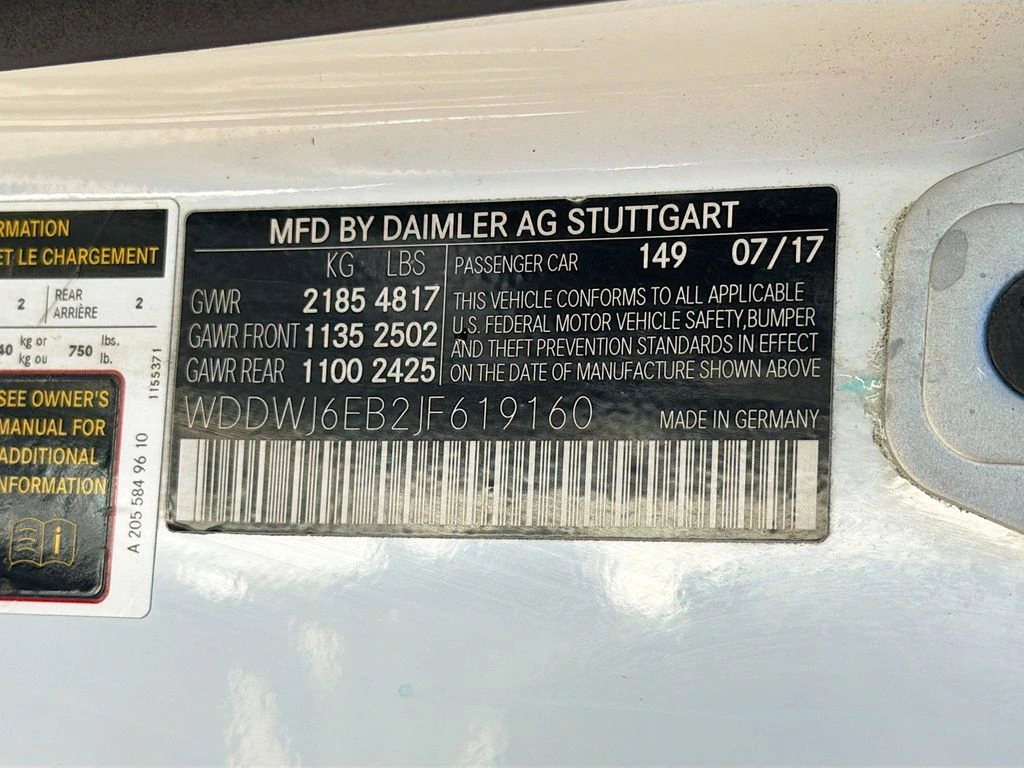 RMATION
ET LE CHARGEMENT
2 REAR ARRIÈRE 2
40 kg or kg ou 750 lbs. lb.
SEE OWNER'S
MANUAL FOR
ADDITIONAL
INFORMATION
i
1155371
A 205 584 96 10
MFD BY DAIMLER AG STUTTGART
KG LBS
GVWR 2185 4817
GAWR FRONT 1135 2502
GAWR REAR 1100 2425
PASSENGER CAR 149 07/17
THIS VEHICLE CONFORMS TO ALL APPLICABLE
U.S. FEDERAL MOTOR VEHICLE SAFETY,BUMPER
AND THEFT PREVENTION STANDARDS IN EFFECT
ON THE DATE OF MANUFACTURE SHOWN ABOVE
WDDWJ6EB2JF619160
MADE IN GERMANY